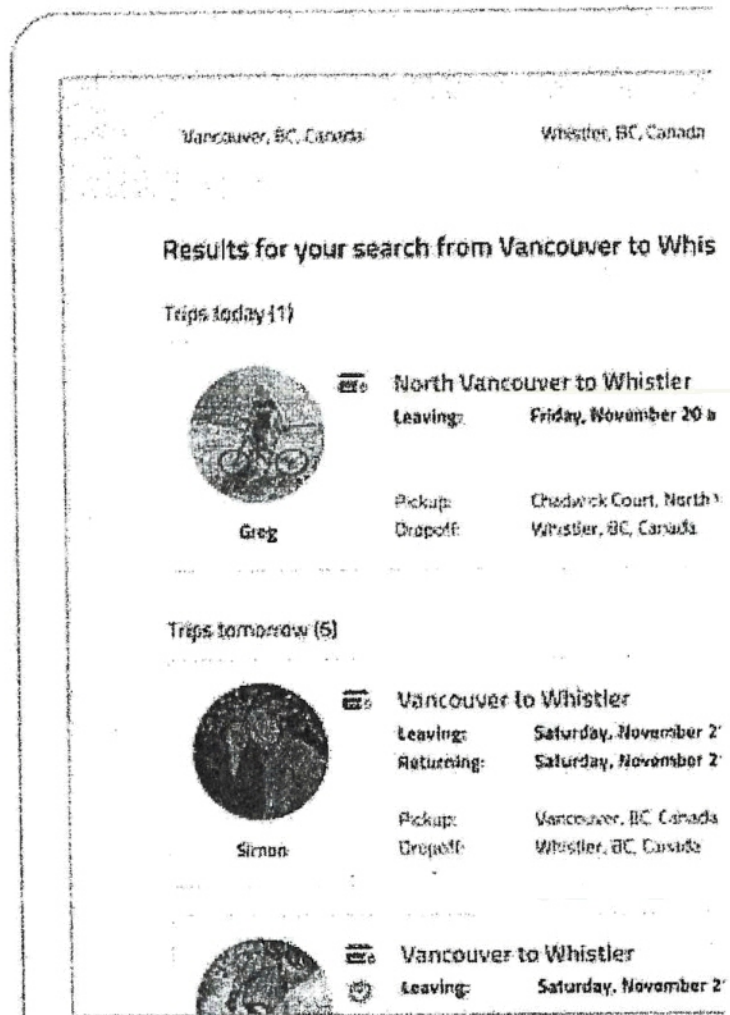 Vancouver, BC, Canada Whistler, BC, Canada
Results for your search from Vancouver to Whis
Trips today (1)
North Vancouver to Whistler
Leaving: Friday, November 20 a
Pickup: Chadwick Court, North V
Dropoff: Whistler, BC, Canada
Greg
Trips tomorrow (5)
Vancouver to Whistler
Leaving: Saturday, November 2
Returning: Saturday, November 2
Pickup: Vancouver, BC, Canada
Dropoff: Whistler, BC, Canada
Simon
Vancouver to Whistler
Leaving: Saturday, November 2